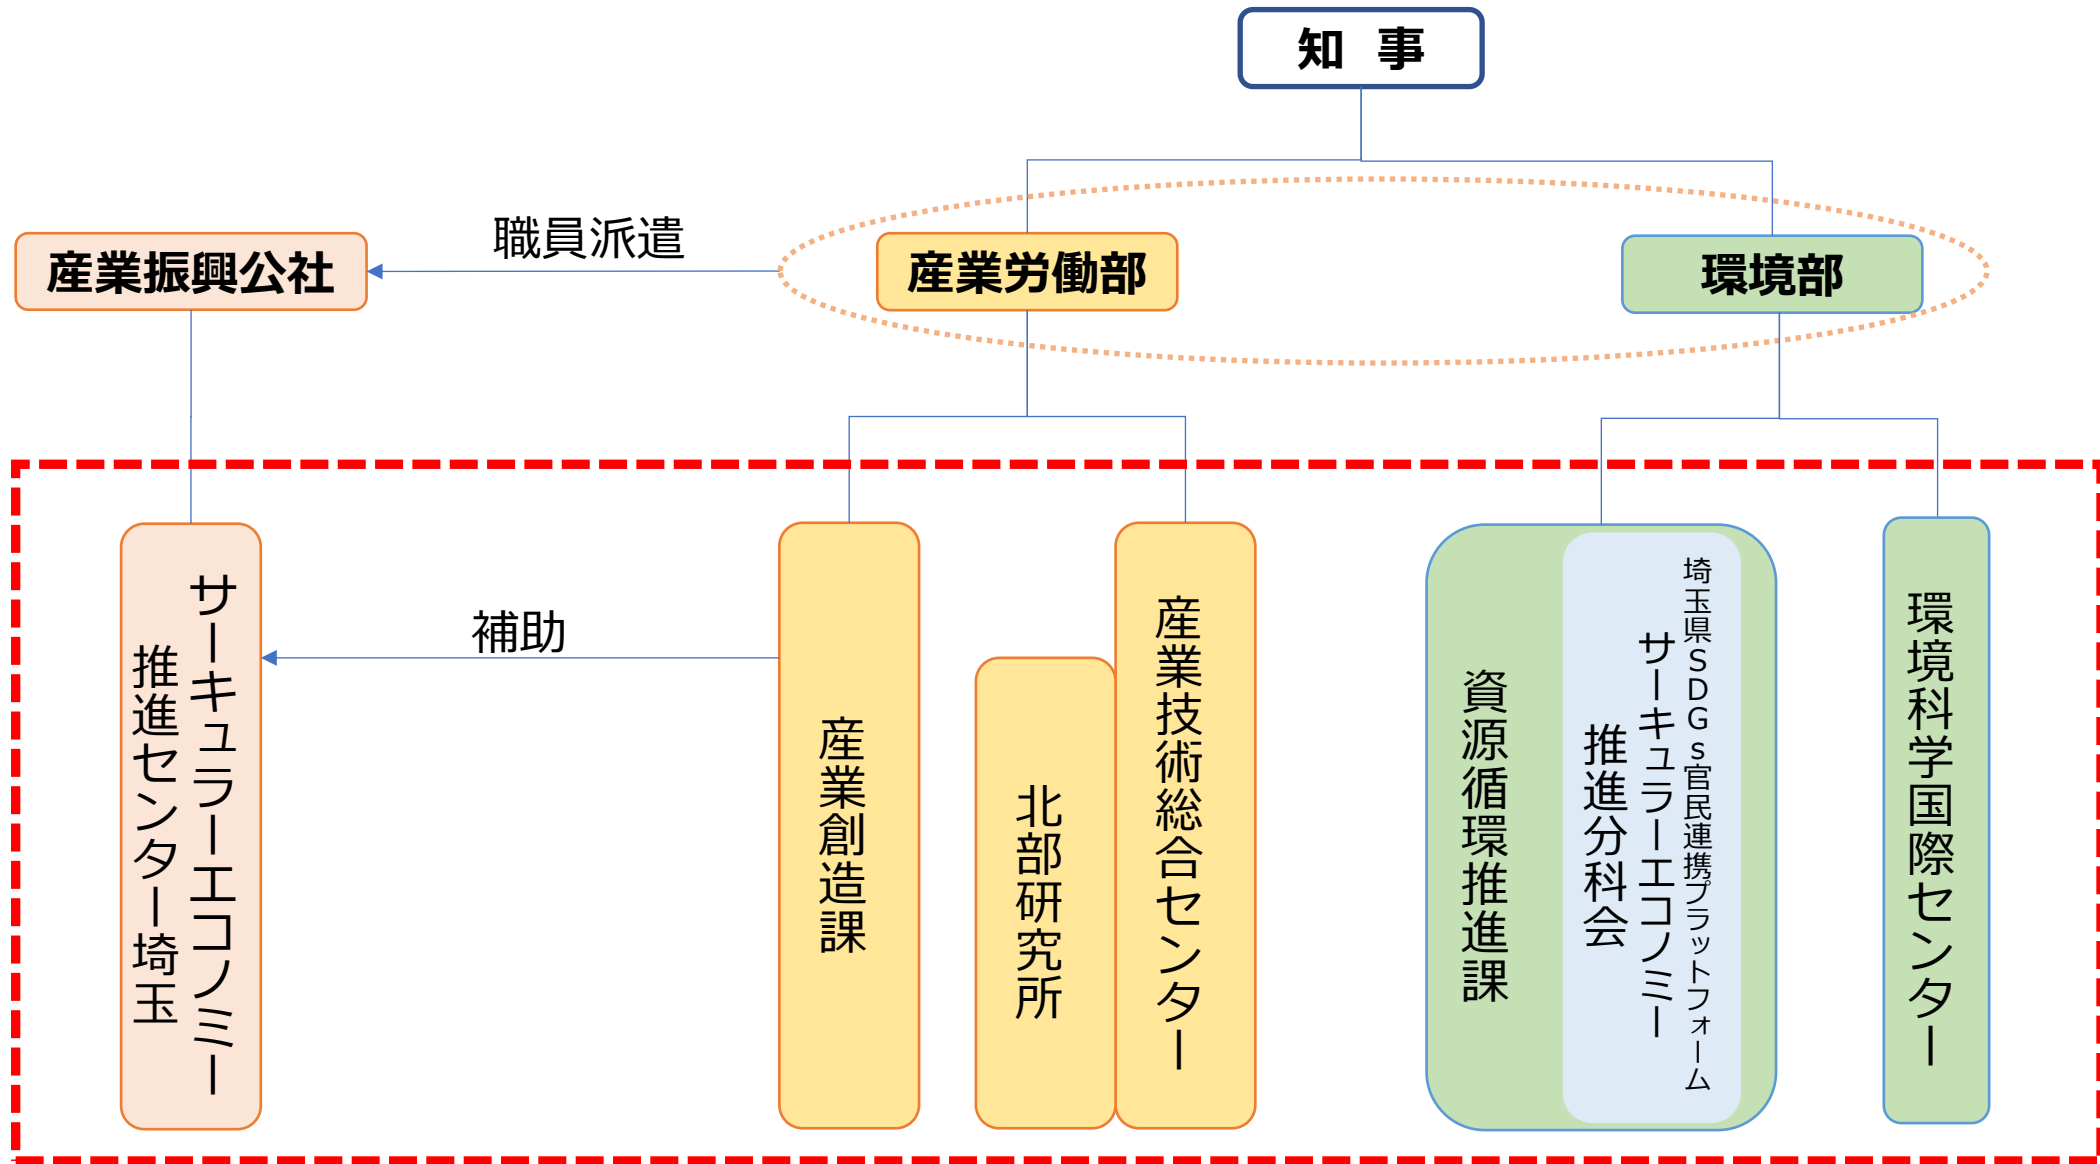 知 事
職員派遣
産業振興公社
産業労働部
環境部
サーキュラーエコノミー
推進センター埼玉
補助
産業創造課
北部研究所
産業技術総合センター
資源循環推進課
埼玉県SDGs官民連携プラットフォーム
サーキュラーエコノミー
推進分科会
環境科学国際センター